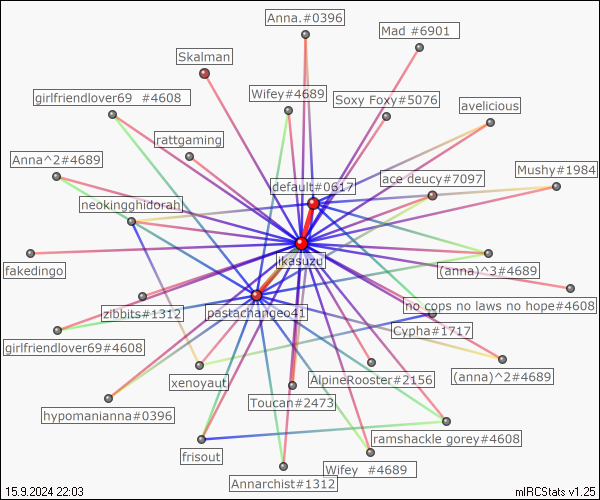 Anna.#0396
Mad #6901
Skalman
girlfriendlover69 #4608
Wifey#4689
Soxy Foxy#5076
avelicious
rattgaming
Anna^2#4689
Mushy#1984
ace deucy#7097
default#0617
neokingghidorah
jkasuzu
fakedingo
(anna)^3#4689
zibbits#1312
pastachangeo41
no cops no laws no hope#4608
Cypha#1717
girlfriendlover69#4608
xenoyaut
AlpineRooster#2156
(anna)^2#4689
hypomanianna#0396
Toucan#2473
ramshackle gorey#4608
frisout
Wifey #4689
Annarchist#1312
15.9.2024 22:03
mIRCStats v1.25